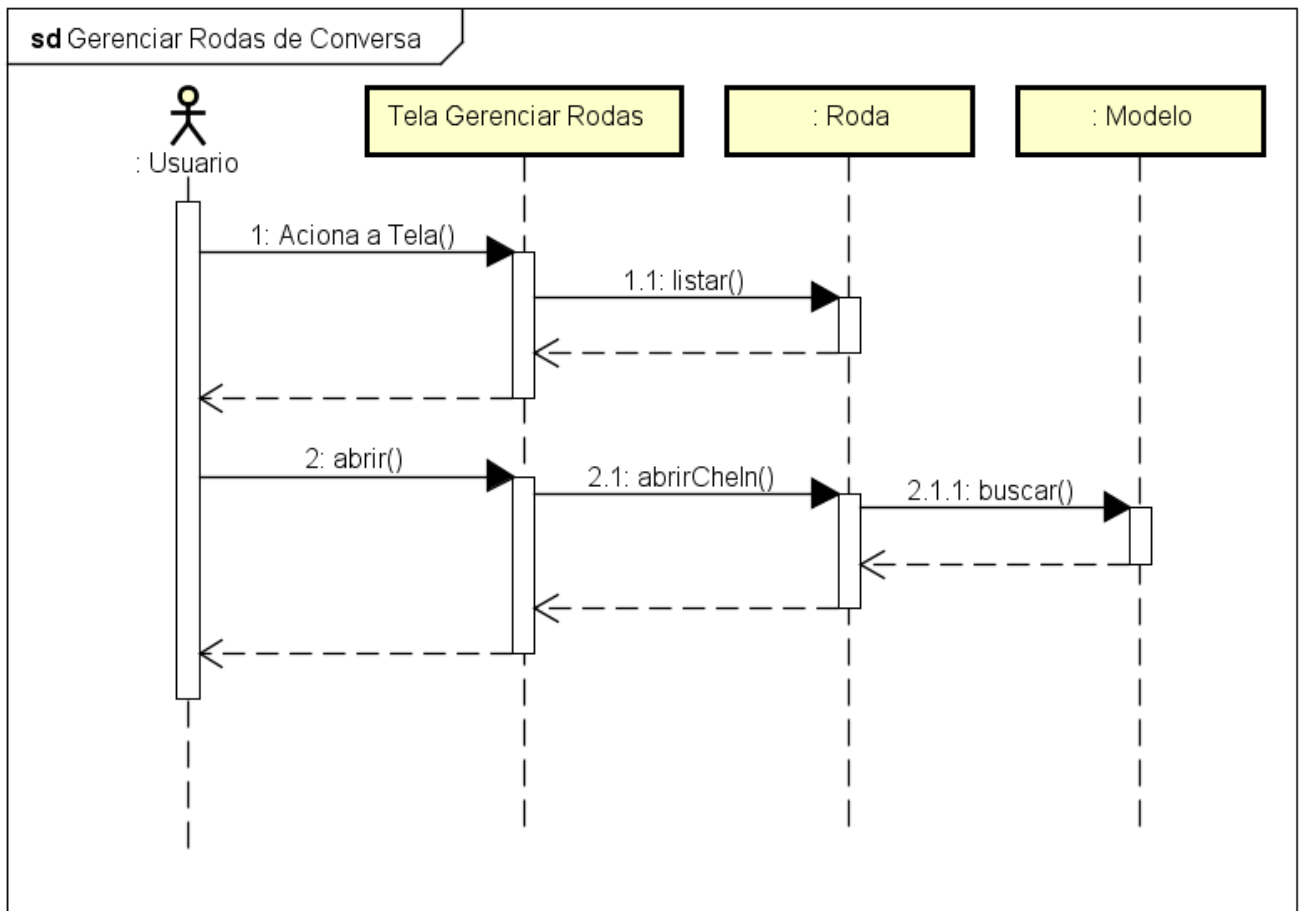 sd Gerenciar Rodas de Conversa
: Usuario
Tela Gerenciar Rodas
: Roda
: Modelo
1: Aciona a Tela()
1.1: listar()
2: abrir()
2.1: abrirCheIn()
2.1.1: buscar()